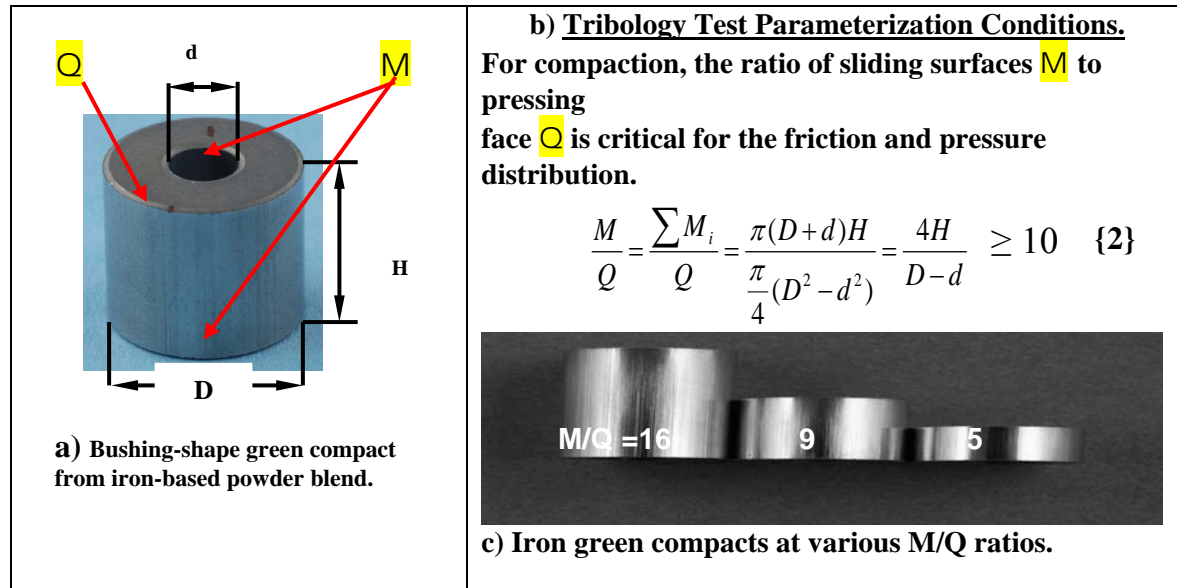 Q
d
M
H
D
a) Bushing-shape green compact
from iron-based powder blend.
b) Tribology Test Parameterization Conditions.
For compaction, the ratio of sliding surfaces M to
pressing
face Q is critical for the friction and pressure
distribution.
M/Q = ∑M_i/Q = π(D+d)H / (π/4(D²−d²)) = 4H/(D−d) ≥ 10 {2}
M/Q =16 9 5
c) Iron green compacts at various M/Q ratios.